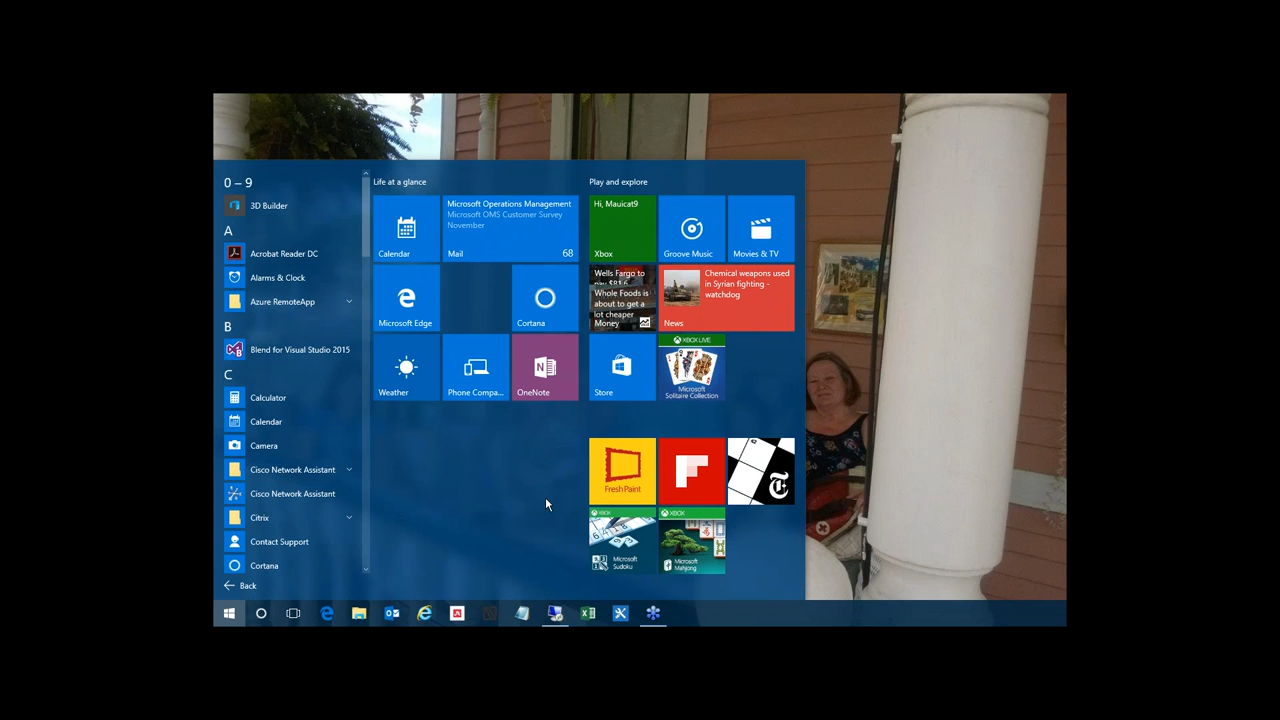 0 – 9
3D Builder
A
Acrobat Reader DC
Alarms & Clock
Azure RemoteApp
B
Blend for Visual Studio 2015
C
Calculator
Calendar
Camera
Cisco Network Assistant
Cisco Network Assistant
Citrix
Contact Support
Cortana
Back
Life at a glance
Calendar
Microsoft Operations Management
Microsoft OMS Customer Survey
November
Mail 68
Microsoft Edge
Cortana
Weather
Phone Compa...
OneNote
Play and explore
Hi, Mauicat9
Xbox
Groove Music
Movies & TV
Wells Fargo to
Whole Foods is
about to get a
lot cheaper
Money
Chemical weapons used
in Syrian fighting -
watchdog
News
Store
XBOX LIVE
Microsoft
Solitaire Collection
Fresh Paint
XBOX
Microsoft
Sudoku
XBOX
Microsoft
Mahjong